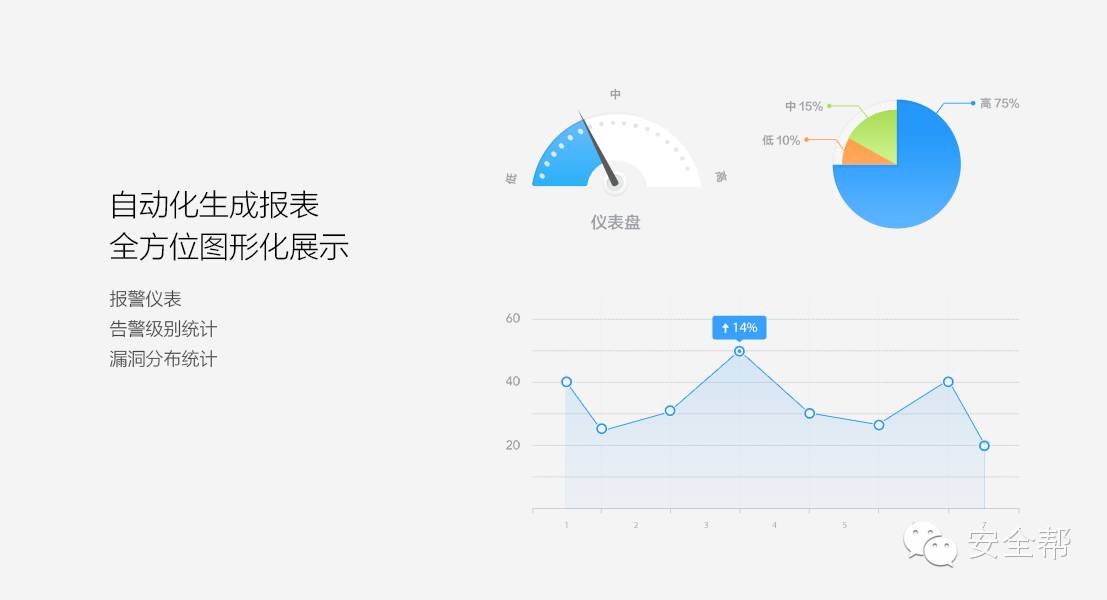 自动化生成报表
全方位图形化展示
报警仪表
告警级别统计
漏洞分布统计
中
低
高
仪表盘
中 15%
低 10%
高 75%
60
40
20
14%
1
2
3
4
5
7
安全帮